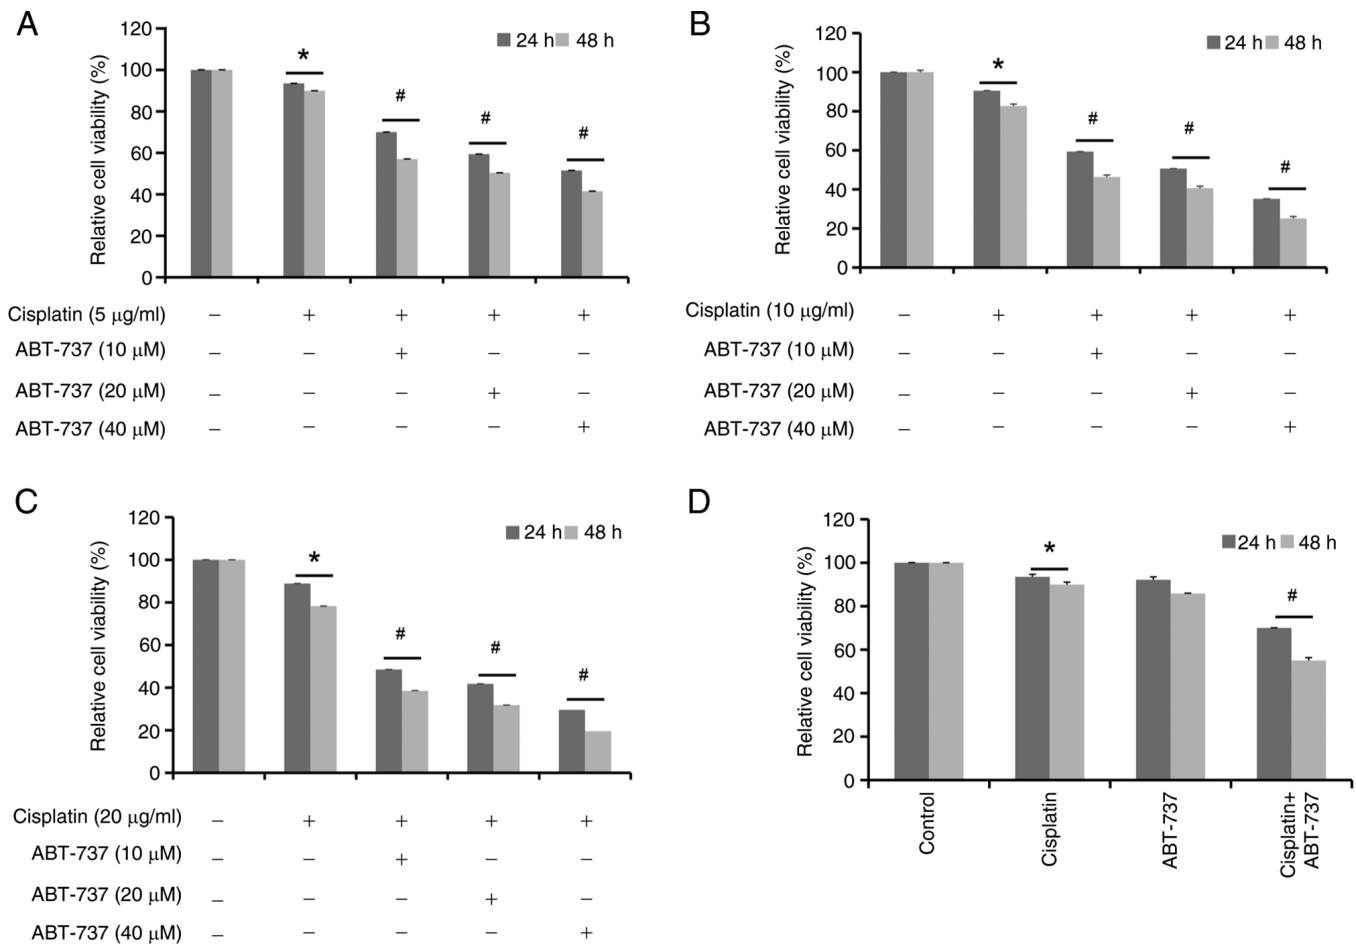 A
Relative cell viability (%)
120
100
80
60
40
20
0
24 h 48 h
*
#
#
#
Cisplatin (5 μg/ml) – + + + +
ABT-737 (10 μM) – – + – –
ABT-737 (20 μM) – – – + –
ABT-737 (40 μM) – – – – +
B
Relative cell viability (%)
120
100
80
60
40
20
0
24 h 48 h
*
#
#
#
Cisplatin (10 μg/ml) – + + + +
ABT-737 (10 μM) – – + – –
ABT-737 (20 μM) – – – + –
ABT-737 (40 μM) – – – – +
C
Relative cell viability (%)
120
100
80
60
40
20
0
24 h 48 h
*
#
#
#
Cisplatin (20 μg/ml) – + + + +
ABT-737 (10 μM) – – + – –
ABT-737 (20 μM) – – – + –
ABT-737 (40 μM) – – – – +
D
Relative cell viability (%)
120
100
80
60
40
20
0
24 h 48 h
*
#
Control
Cisplatin
ABT-737
Cisplatin+
ABT-737